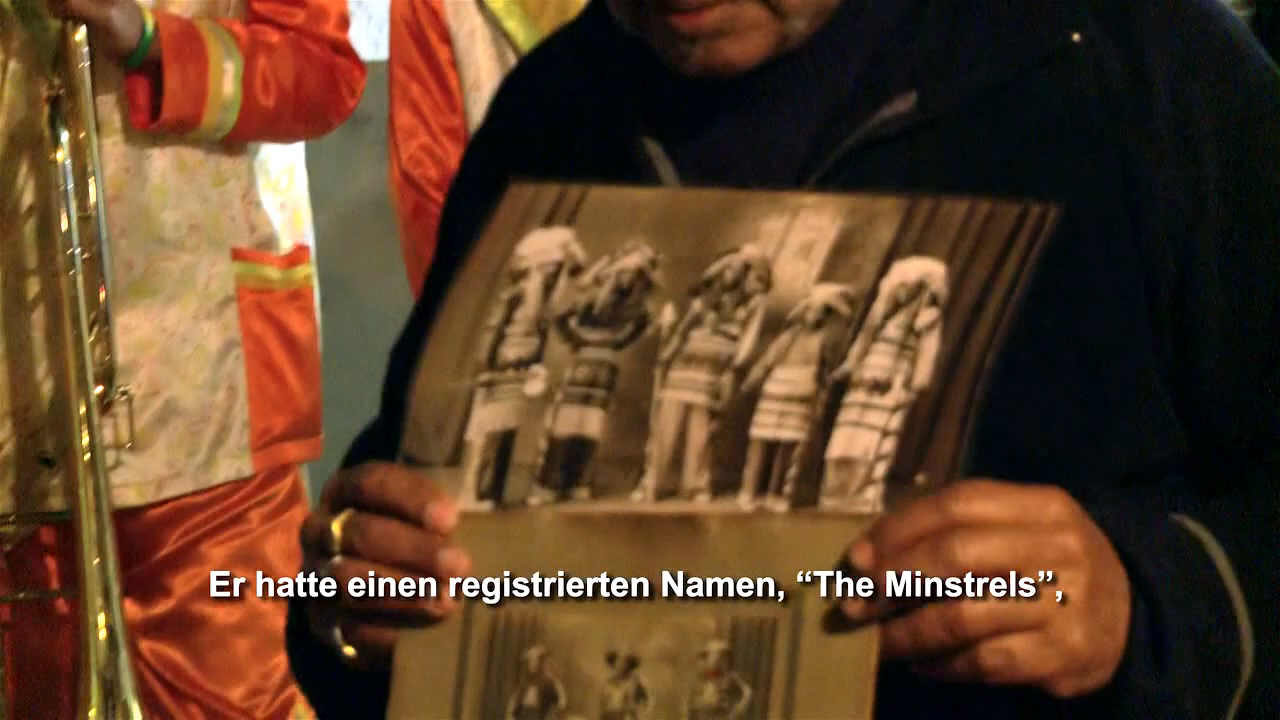 Er hatte einen registrierten Namen, “The Minstrels”,